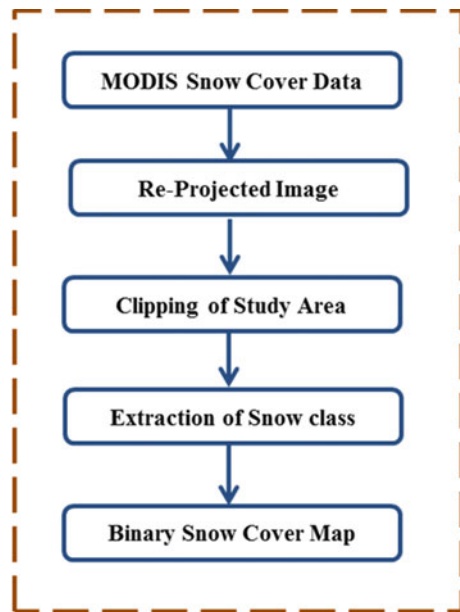 MODIS Snow Cover Data
Re-Projected Image
Clipping of Study Area
Extraction of Snow class
Binary Snow Cover Map